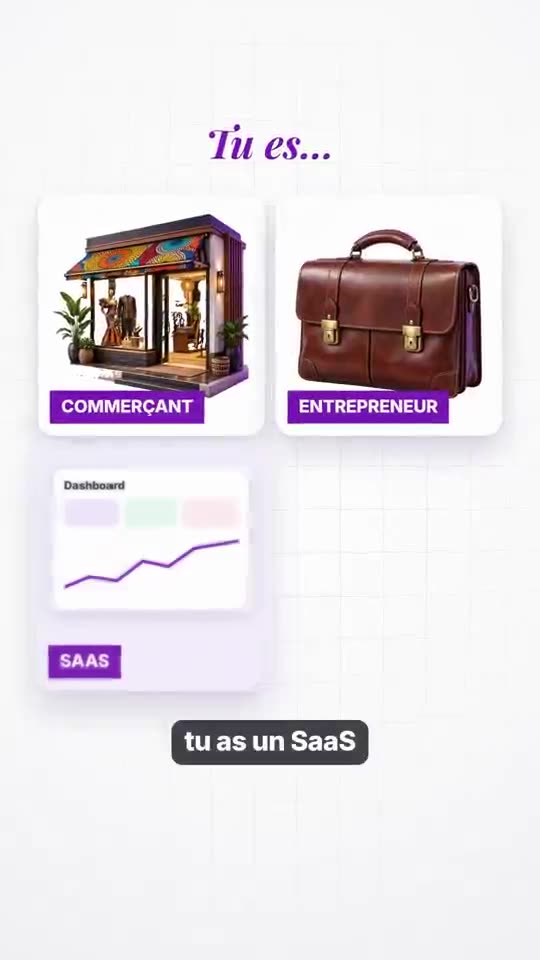 Tu es...
COMMERÇANT
ENTREPRENEUR
Dashboard
SAAS
tu as un SaaS